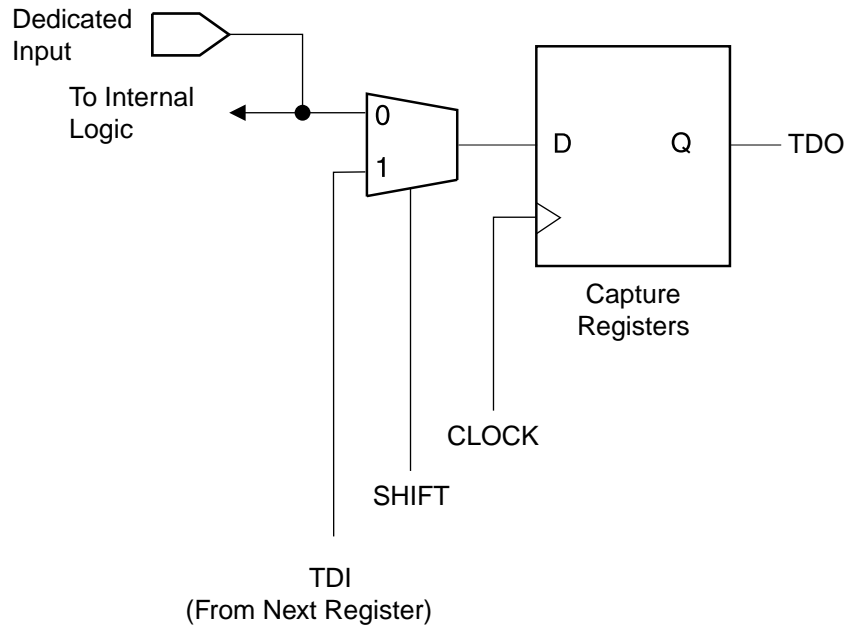 Dedicated
Input
To Internal
Logic
0
1
D
Q
TDO
Capture
Registers
CLOCK
SHIFT
TDI
(From Next Register)